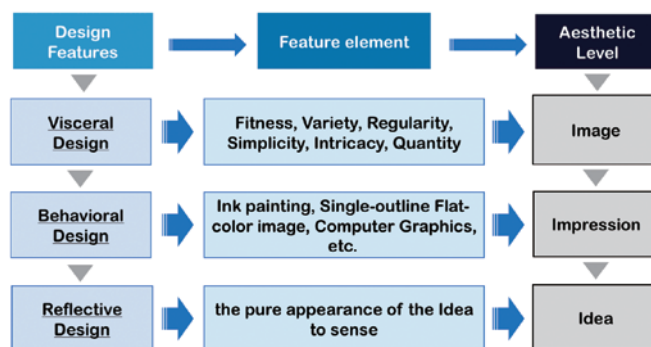 Design
Features
Feature element
Aesthetic
Level
Visceral
Design
Fitness, Variety, Regularity,
Simplicity, Intricacy, Quantity
Image
Behavioral
Design
Ink painting, Single-outline Flat-
color image, Computer Graphics,
etc.
Impression
Reflective
Design
the pure appearance of the Idea
to sense
Idea